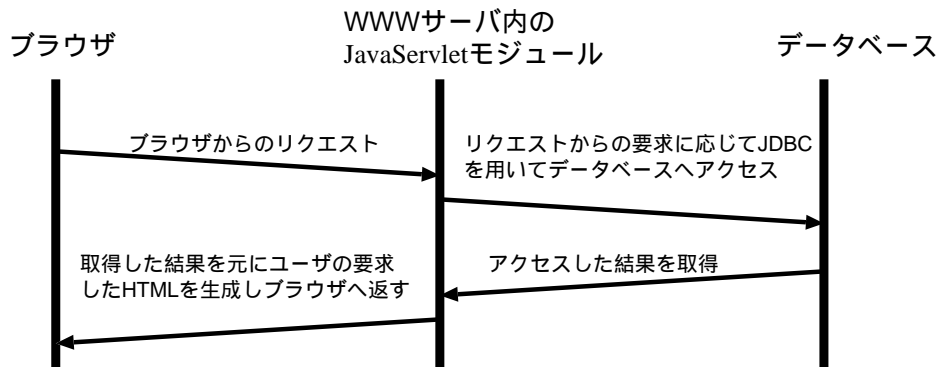 ブラウザ
WWWサーバ内の
JavaServletモジュール
データベース
ブラウザからのリクエスト
リクエストからの要求に応じてJDBC
を用いてデータベースへアクセス
取得した結果を元にユーザの要求
したHTMLを生成しブラウザへ返す
アクセスした結果を取得